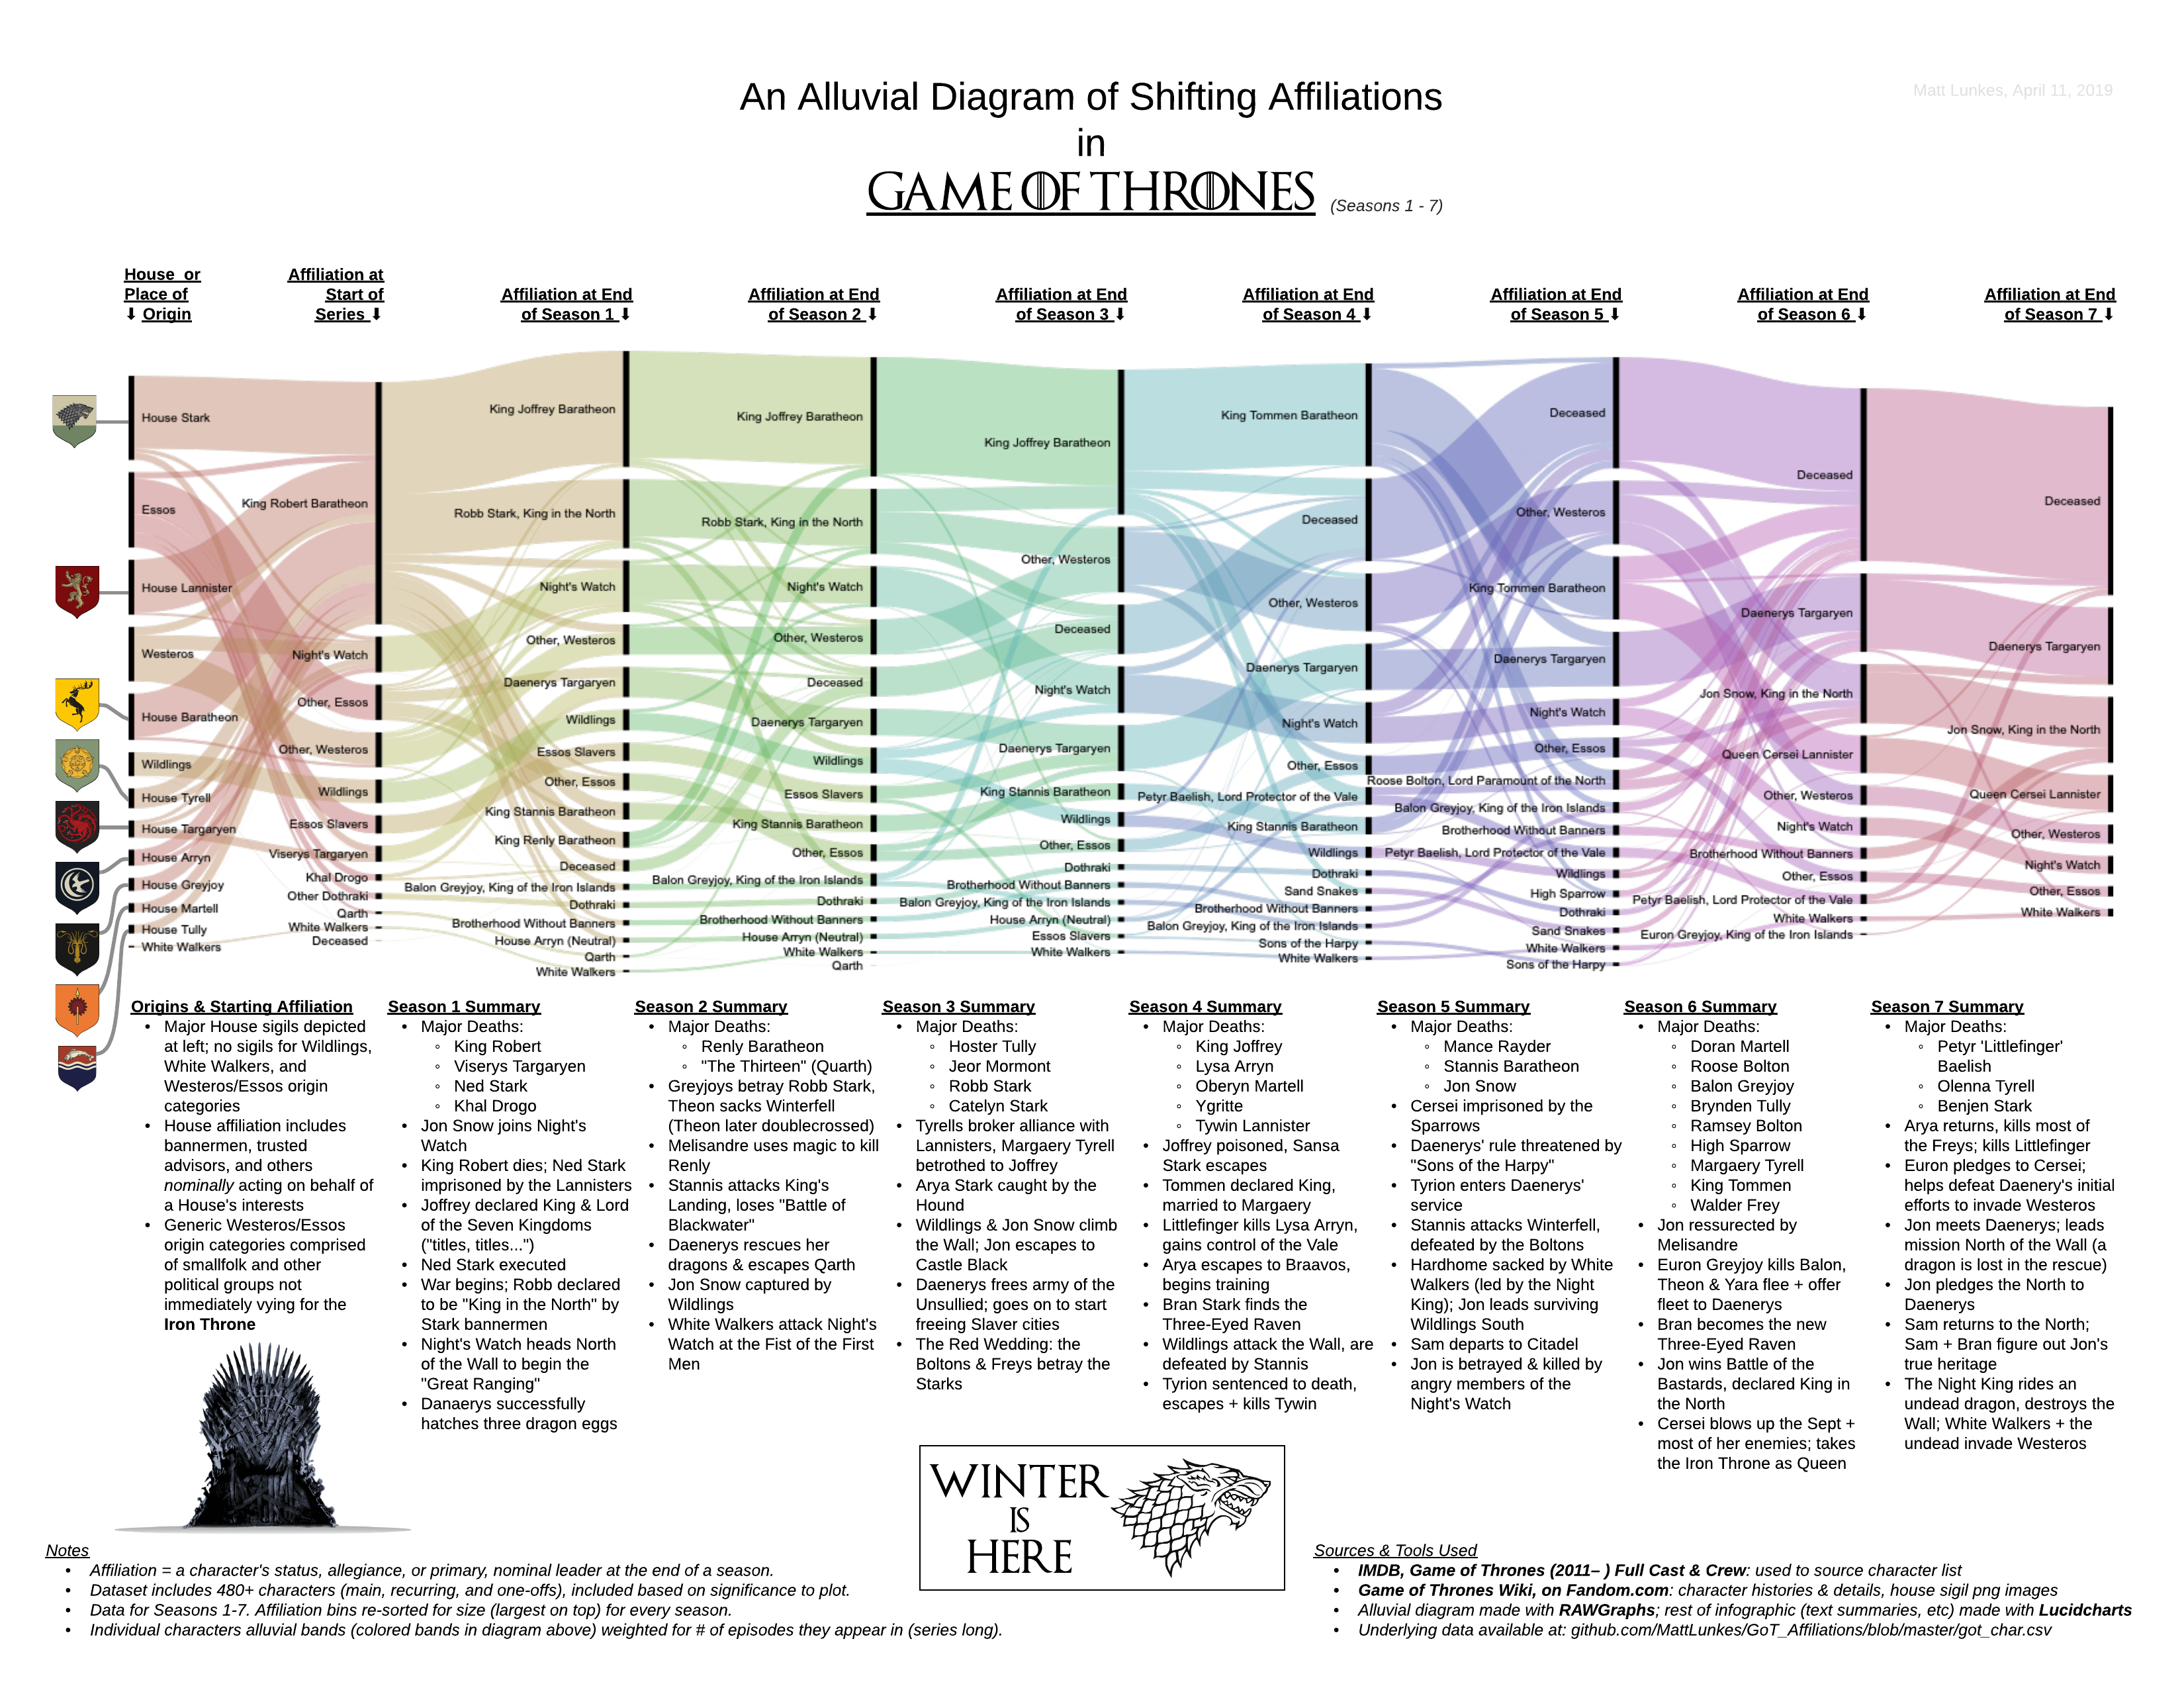 An Alluvial Diagram of Shifting Affiliations
in
GAME OF THRONES (Seasons 1 - 7)
Matt Lunkes, April 11, 2019
House or
Place of
⬇ Origin
Affiliation at
Start of
Series ⬇
Affiliation at End
of Season 1 ⬇
Affiliation at End
of Season 2 ⬇
Affiliation at End
of Season 3 ⬇
Affiliation at End
of Season 4 ⬇
Affiliation at End
of Season 5 ⬇
Affiliation at End
of Season 6 ⬇
Affiliation at End
of Season 7 ⬇
House Stark
Essos
House Lannister
Westeros
House Baratheon
Wildlings
House Tyrell
House Targaryen
House Arryn
House Greyjoy
House Martell
House Tully
White Walkers
King Robert Baratheon
Night's Watch
Other, Essos
Other, Westeros
Wildlings
Essos Slavers
Viserys Targaryen
Khal Drogo
Other Dothraki
Qarth
White Walkers
Deceased
King Joffrey Baratheon
Robb Stark, King in the North
Night's Watch
Other, Westeros
Daenerys Targaryen
Wildlings
Essos Slavers
Other, Essos
King Stannis Baratheon
King Renly Baratheon
Deceased
Balon Greyjoy, King of the Iron Islands
Dothraki
Brotherhood Without Banners
House Arryn (Neutral)
Qarth
White Walkers
King Joffrey Baratheon
Robb Stark, King in the North
Night's Watch
Other, Westeros
Deceased
Daenerys Targaryen
Wildlings
Essos Slavers
King Stannis Baratheon
Other, Essos
Balon Greyjoy, King of the Iron Islands
Dothraki
Brotherhood Without Banners
House Arryn (Neutral)
White Walkers
Qarth
King Joffrey Baratheon
Other, Westeros
Deceased
Night's Watch
Daenerys Targaryen
King Stannis Baratheon
Wildlings
Other, Essos
Dothraki
Brotherhood Without Banners
Balon Greyjoy, King of the Iron Islands
House Arryn (Neutral)
Essos Slavers
White Walkers
King Tommen Baratheon
Deceased
Other, Westeros
Daenerys Targaryen
Night's Watch
Other, Essos
Petyr Baelish, Lord Protector of the Vale
King Stannis Baratheon
Wildlings
Dothraki
Sand Snakes
Brotherhood Without Banners
Balon Greyjoy, King of the Iron Islands
Sons of the Harpy
White Walkers
Deceased
Other, Westeros
King Tommen Baratheon
Daenerys Targaryen
Night's Watch
Other, Essos
Roose Bolton, Lord Paramount of the North
Balon Greyjoy, King of the Iron Islands
Brotherhood Without Banners
Petyr Baelish, Lord Protector of the Vale
Wildlings
High Sparrow
Dothraki
Sand Snakes
White Walkers
Sons of the Harpy
Deceased
Daenerys Targaryen
Jon Snow, King in the North
Queen Cersei Lannister
Other, Westeros
Night's Watch
Brotherhood Without Banners
Other, Essos
Petyr Baelish, Lord Protector of the Vale
White Walkers
Euron Greyjoy, King of the Iron Islands
Deceased
Daenerys Targaryen
Jon Snow, King in the North
Queen Cersei Lannister
Other, Westeros
Night's Watch
Other, Essos
White Walkers
Origins & Starting Affiliation
• Major House sigils depicted
at left; no sigils for Wildlings,
White Walkers, and
Westeros/Essos origin
categories
• House affiliation includes
bannermen, trusted
advisors, and others
nominally acting on behalf of
a House's interests
• Generic Westeros/Essos
origin categories comprised
of smallfolk and other
political groups not
immediately vying for the
Iron Throne
Season 1 Summary
• Major Deaths:
◦ King Robert
◦ Viserys Targaryen
◦ Ned Stark
◦ Khal Drogo
• Jon Snow joins Night's
Watch
• King Robert dies; Ned Stark
imprisoned by the Lannisters
• Joffrey declared King & Lord
of the Seven Kingdoms
("titles, titles...")
• Ned Stark executed
• War begins; Robb declared
to be "King in the North" by
Stark bannermen
• Night's Watch heads North
of the Wall to begin the
"Great Ranging"
• Danaerys successfully
hatches three dragon eggs
Season 2 Summary
• Major Deaths:
◦ Renly Baratheon
◦ "The Thirteen" (Quarth)
• Greyjoys betray Robb Stark,
Theon sacks Winterfell
(Theon later doublecrossed)
• Melisandre uses magic to kill
Renly
• Stannis attacks King's
Landing, loses "Battle of
Blackwater"
• Daenerys rescues her
dragons & escapes Qarth
• Jon Snow captured by
Wildlings
• White Walkers attack Night's
Watch at the Fist of the First
Men
Season 3 Summary
• Major Deaths:
◦ Hoster Tully
◦ Jeor Mormont
◦ Robb Stark
◦ Catelyn Stark
• Tyrells broker alliance with
Lannisters, Margaery Tyrell
betrothed to Joffrey
• Arya Stark caught by the
Hound
• Wildlings & Jon Snow climb
the Wall; Jon escapes to
Castle Black
• Daenerys frees army of the
Unsullied; goes on to start
freeing Slaver cities
• The Red Wedding: the
Boltons & Freys betray the
Starks
Season 4 Summary
• Major Deaths:
◦ King Joffrey
◦ Lysa Arryn
◦ Oberyn Martell
◦ Ygritte
◦ Tywin Lannister
• Joffrey poisoned, Sansa
Stark escapes
• Tommen declared King,
married to Margaery
• Littlefinger kills Lysa Arryn,
gains control of the Vale
• Arya escapes to Braavos,
begins training
• Bran Stark finds the
Three-Eyed Raven
• Wildlings attack the Wall, are
defeated by Stannis
• Tyrion sentenced to death,
escapes + kills Tywin
Season 5 Summary
• Major Deaths:
◦ Mance Rayder
◦ Stannis Baratheon
◦ Jon Snow
• Cersei imprisoned by the
Sparrows
• Daenerys' rule threatened by
"Sons of the Harpy"
• Tyrion enters Daenerys'
service
• Stannis attacks Winterfell,
defeated by the Boltons
• Hardhome sacked by White
Walkers (led by the Night
King); Jon leads surviving
Wildlings South
• Sam departs to Citadel
• Jon is betrayed & killed by
angry members of the
Night's Watch
Season 6 Summary
• Major Deaths:
◦ Doran Martell
◦ Roose Bolton
◦ Balon Greyjoy
◦ Brynden Tully
◦ Ramsey Bolton
◦ High Sparrow
◦ Margaery Tyrell
◦ King Tommen
◦ Walder Frey
• Jon ressurected by
Melisandre
• Euron Greyjoy kills Balon,
Theon & Yara flee + offer
fleet to Daenerys
• Bran becomes the new
Three-Eyed Raven
• Jon wins Battle of the
Bastards, declared King in
the North
• Cersei blows up the Sept +
most of her enemies; takes
the Iron Throne as Queen
Season 7 Summary
• Major Deaths:
◦ Petyr 'Littlefinger'
Baelish
◦ Olenna Tyrell
◦ Benjen Stark
• Arya returns, kills most of
the Freys; kills Littlefinger
• Euron pledges to Cersei;
helps defeat Daenery's initial
efforts to invade Westeros
• Jon meets Daenerys; leads
mission North of the Wall (a
dragon is lost in the rescue)
• Jon pledges the North to
Daenerys
• Sam returns to the North;
Sam + Bran figure out Jon's
true heritage
• The Night King rides an
undead dragon, destroys the
Wall; White Walkers + the
undead invade Westeros
WINTER
IS
HERE
Notes
• Affiliation = a character's status, allegiance, or primary, nominal leader at the end of a season.
• Dataset includes 480+ characters (main, recurring, and one-offs), included based on significance to plot.
• Data for Seasons 1-7. Affiliation bins re-sorted for size (largest on top) for every season.
• Individual characters alluvial bands (colored bands in diagram above) weighted for # of episodes they appear in (series long).
Sources & Tools Used
• IMDB, Game of Thrones (2011– ) Full Cast & Crew: used to source character list
• Game of Thrones Wiki, on Fandom.com: character histories & details, house sigil png images
• Alluvial diagram made with RAWGraphs; rest of infographic (text summaries, etc) made with Lucidcharts
• Underlying data available at: github.com/MattLunkes/GoT_Affiliations/blob/master/got_char.csv